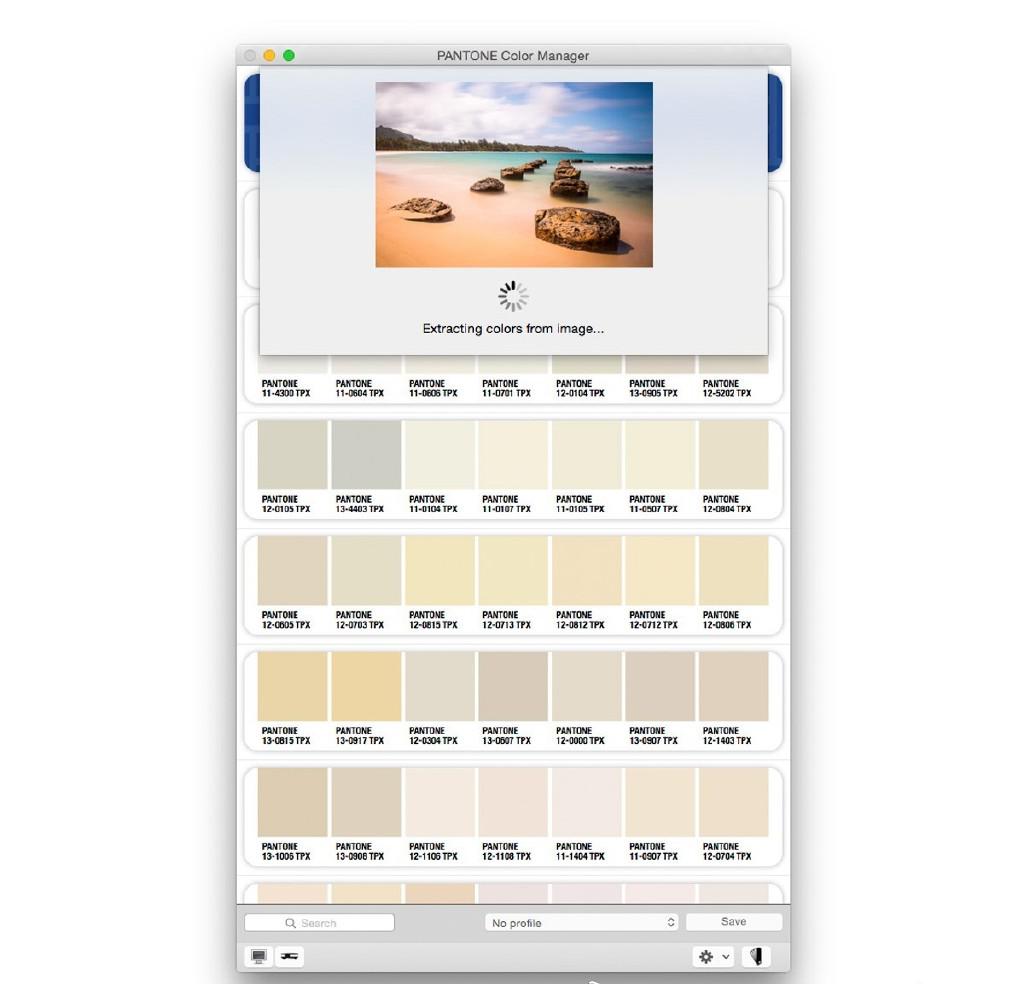 PANTONE Color Manager
Extracting colors from image...
PANTONE PANTONE PANTONE PANTONE PANTONE PANTONE PANTONE
11-4300 TPX 11-0604 TPX 11-0606 TPX 11-0701 TPX 12-0104 TPX 13-0905 TPX 12-5202 TPX
PANTONE PANTONE PANTONE PANTONE PANTONE PANTONE PANTONE
12-0105 TPX 13-4403 TPX 11-0104 TPX 11-0107 TPX 11-0105 TPX 11-0507 TPX 12-0804 TPX
PANTONE PANTONE PANTONE PANTONE PANTONE PANTONE PANTONE
12-0605 TPX 12-0703 TPX 12-0815 TPX 12-0713 TPX 12-0812 TPX 12-0712 TPX 12-0806 TPX
PANTONE PANTONE PANTONE PANTONE PANTONE PANTONE PANTONE
13-0815 TPX 13-0917 TPX 12-0304 TPX 13-0607 TPX 12-0000 TPX 13-0907 TPX 12-1403 TPX
PANTONE PANTONE PANTONE PANTONE PANTONE PANTONE PANTONE
13-1006 TPX 13-0908 TPX 12-1106 TPX 12-1108 TPX 11-1404 TPX 11-0907 TPX 12-0704 TPX
Search No profile Save